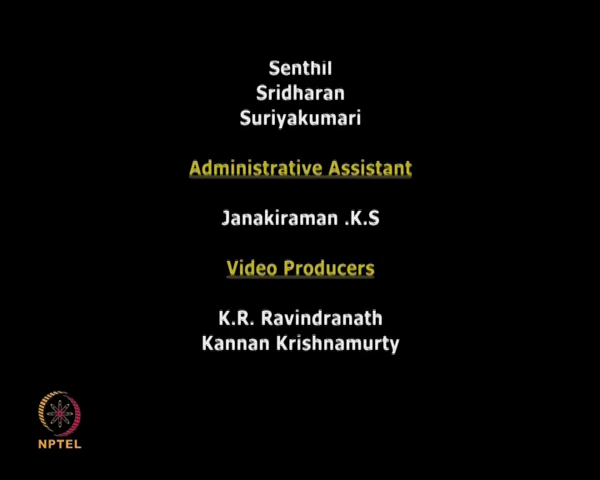 Senthil
Sridharan
Suriyakumari
Administrative Assistant
Janakiraman .K.S
Video Producers
K.R. Ravindranath
Kannan Krishnamurty
NPTEL